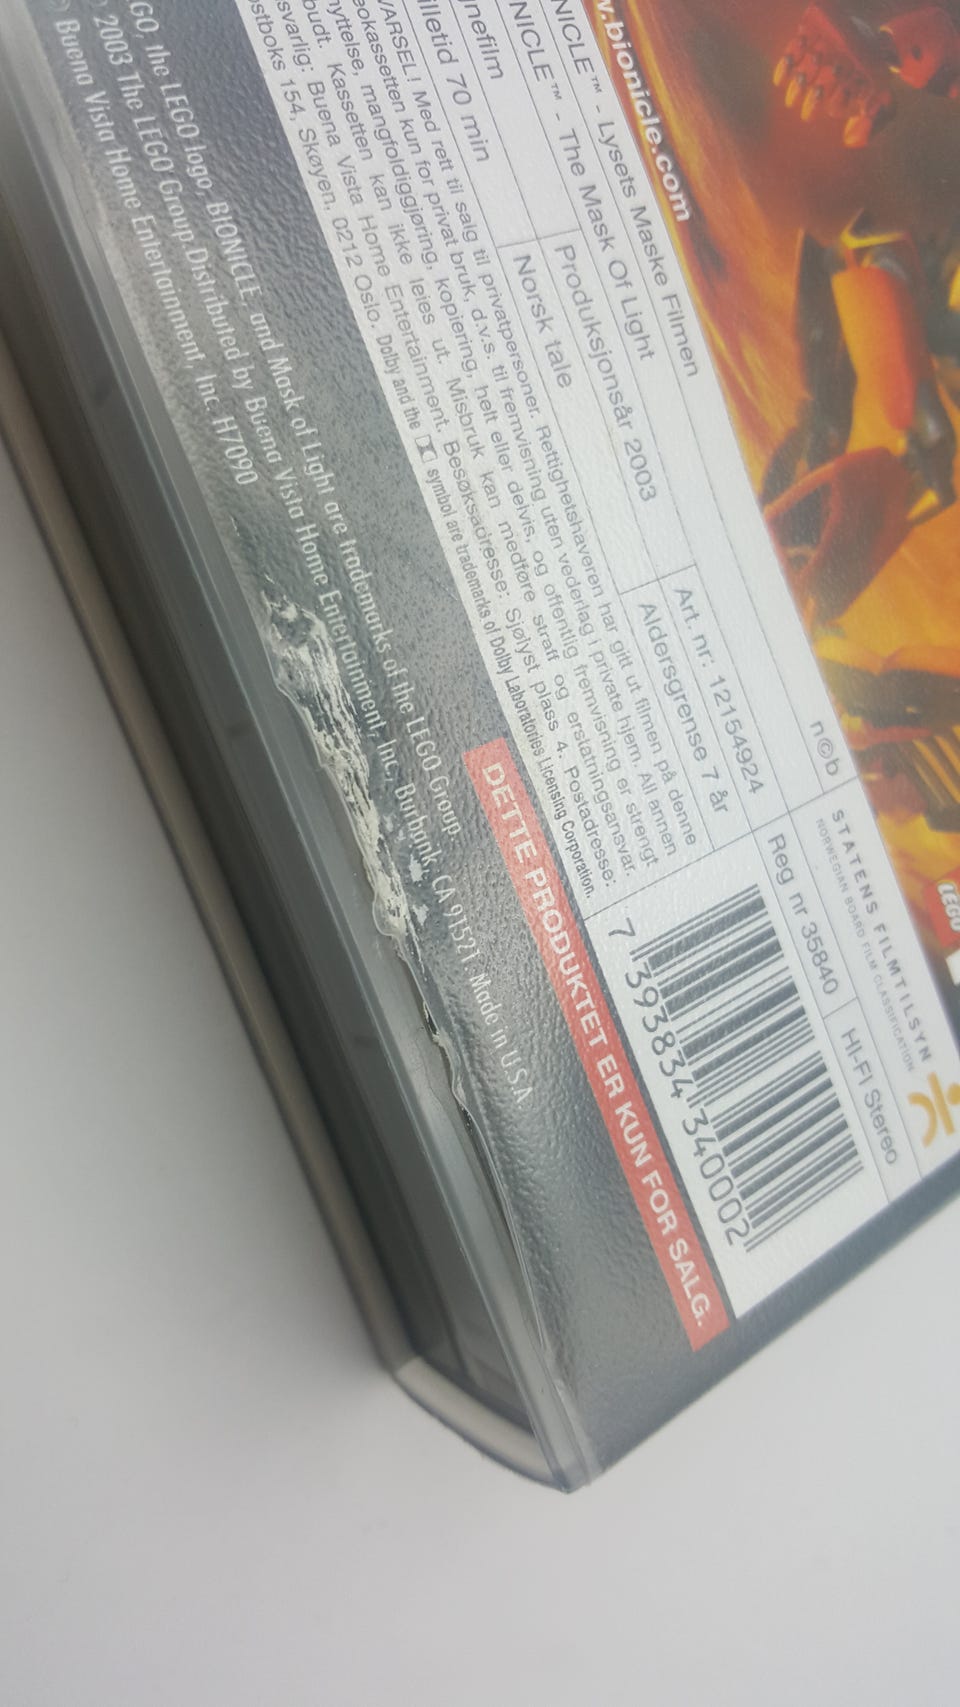 w.bionicle.com
NICLE™ - Lysets Maske Filmen
n©b
STATENS FILMTILSYN
NORWEGIAN BOARD FILM CLASSIFICATION
LEGO
NICLE™ - The Mask Of Light
Art. nr: 12154924
Reg nr 35840
HI-FI Stereo
nefilm
Produksjonsår 2003
Aldersgrense 7 år
illetid 70 min
Norsk tale
VARSEL! Med rett til salg til privatpersoner. Rettighetshaveren har gitt ut filmen på denne
eokassetten kun for privat bruk, d.v.s. til fremvisning uten vederlag i private hjem. All annen
nyttelse, mangfoldiggjøring, kopiering, helt eller delvis, og offentlig fremvisning er strengt
budt. Kassetten kan ikke leies ut. Misbruk kan medføre straff og erstatningsansvar.
svarlig: Buena Vista Home Entertainment. Besøksadresse: Sjølyst plass 4. Postadresse:
ostboks 154, Skøyen, 0212 Oslo. Dolby and the symbol are trademarks of Dolby Laboratories Licensing Corporation.
7 393834 340002
DETTE PRODUKTET ER KUN FOR SALG.
GO, the LEGO logo, BIONICLE, and Mask of Light are trademarks of the LEGO Group.
2003 The LEGO Group. Distributed by Buena Vista Home Entertainment, Inc., Burbank, CA 91521. Made in U.S.A.
Buena Vista Home Entertainment, Inc. H7090